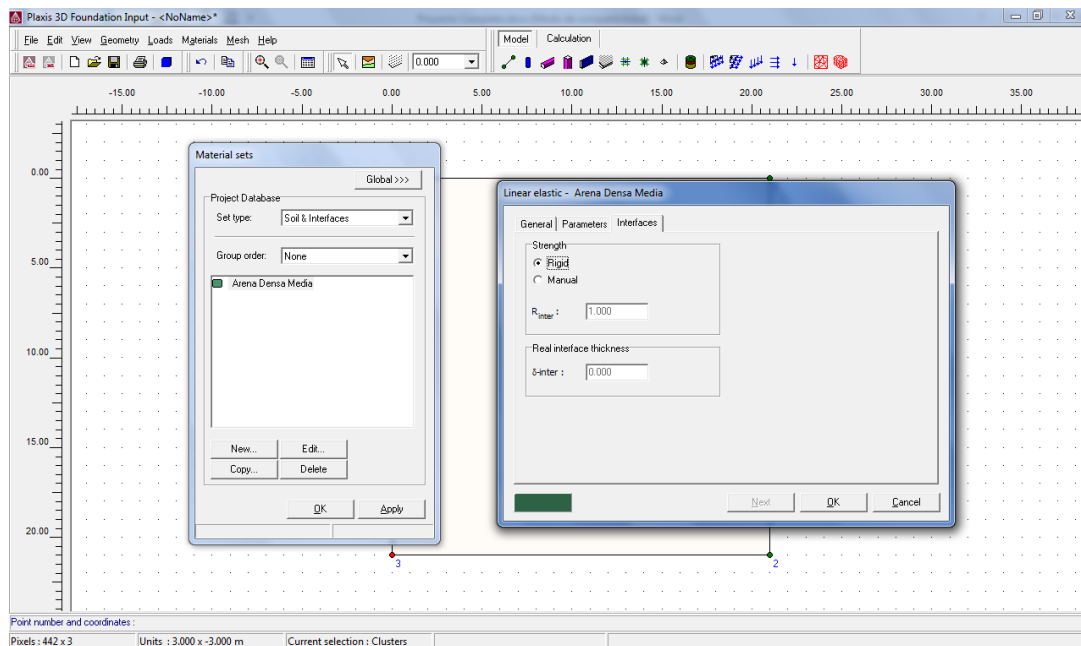 Plaxis 3D Foundation Input - <NoName>*
File Edit View Geometry Loads Materials Mesh Help
Model Calculation
0.000
-15.00 -10.00 -5.00 0.00 5.00 10.00 15.00 20.00 25.00 30.00 35.00
0.00
5.00
10.00
15.00
20.00
Material sets
Global >>>
Project Database
Set type: Soil & Interfaces
Group order: None
Arena Densa Media
New... Edit...
Copy... Delete
OK Apply
Linear elastic - Arena Densa Media
General Parameters Interfaces
Strength
Rigid
Manual
Rinter : 1.000
Real interface thickness
δ-inter : 0.000
Next OK Cancel
3 2
Point number and coordinates :
Pixels : 442 x 3 Units : 3.000 x -3.000 m Current selection : Clusters